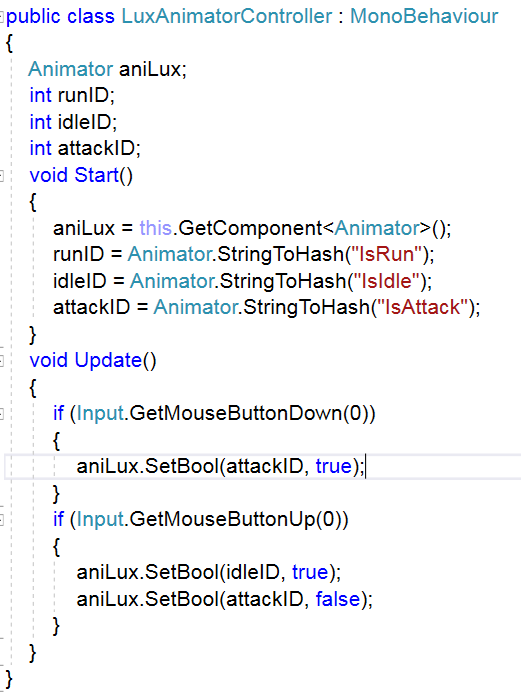 public class LuxAnimatorController : MonoBehaviour
{
    Animator aniLux;
    int runID;
    int idleID;
    int attackID;
    void Start()
    {
        aniLux = this.GetComponent<Animator>();
        runID = Animator.StringToHash("IsRun");
        idleID = Animator.StringToHash("IsIdle");
        attackID = Animator.StringToHash("IsAttack");
    }
    void Update()
    {
        if (Input.GetMouseButtonDown(0))
        {
            aniLux.SetBool(attackID, true);
        }
        if (Input.GetMouseButtonUp(0))
        {
            aniLux.SetBool(idleID, true);
            aniLux.SetBool(attackID, false);
        }
    }
}